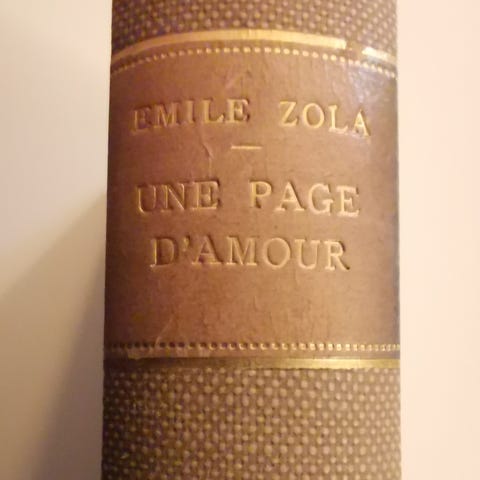 EMILE ZOLA
—
UNE PAGE
D'AMOUR